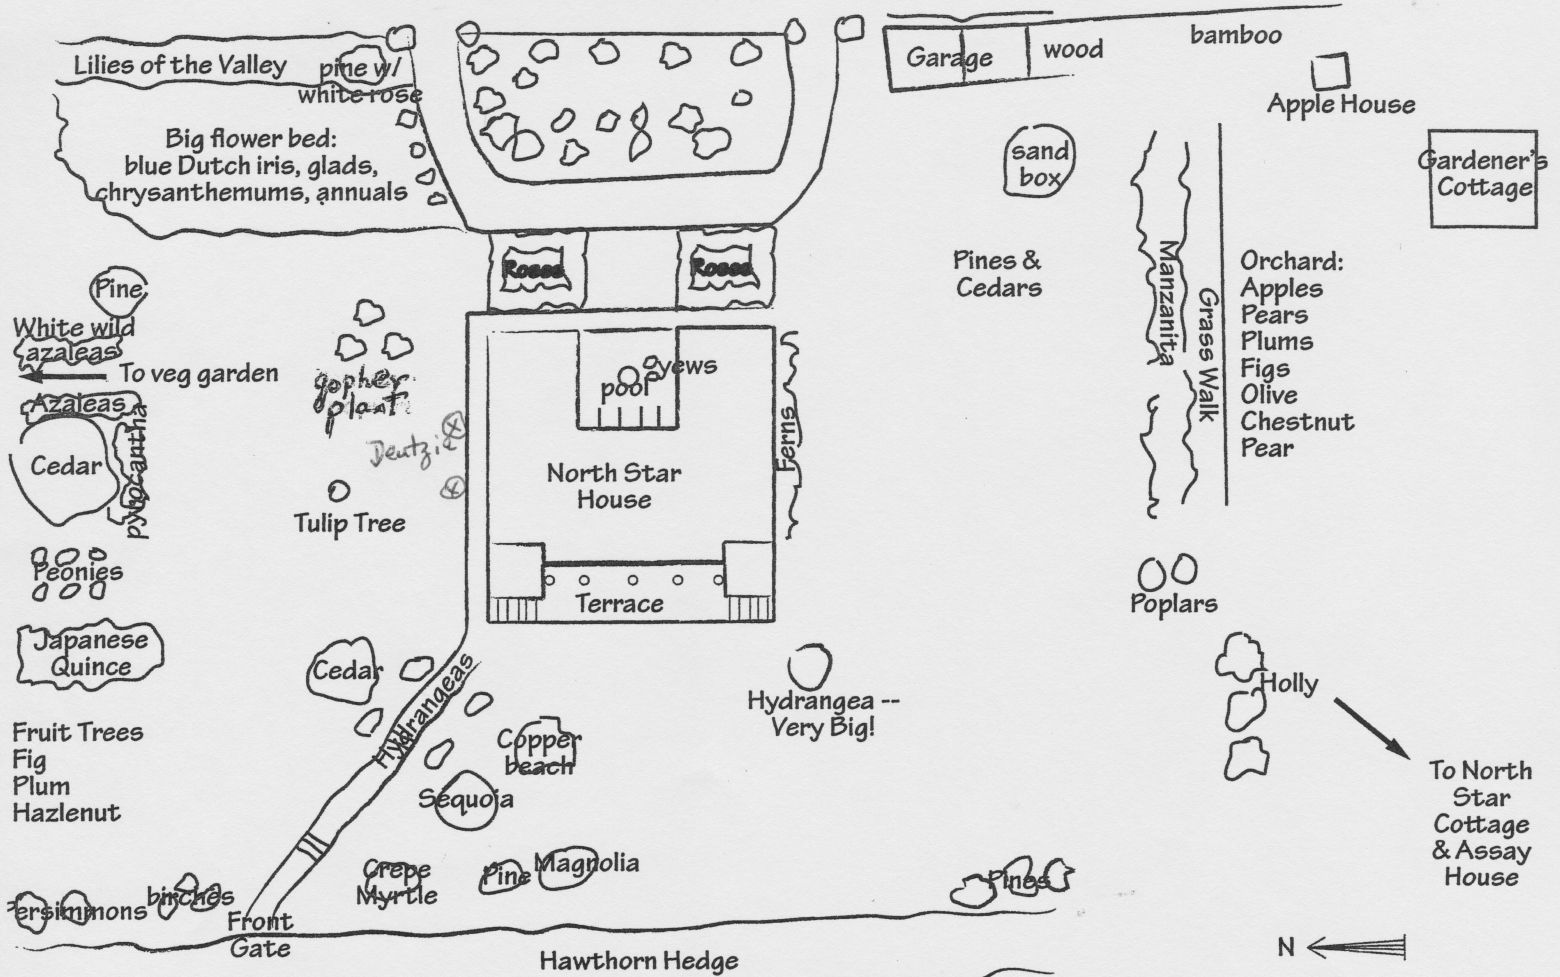 Lilies of the Valley
pine w/
white rose
Big flower bed:
blue Dutch iris, glads,
chrysanthemums, annuals
Garage
wood
bamboo
Apple House
sand
box
Gardener's
Cottage
Roses
Roses
Pines &
Cedars
Manzanita
Grass Walk
Orchard:
Apples
Pears
Plums
Figs
Olive
Chestnut
Pear
Pine
White wild
azaleas
To veg garden
Azaleas
Cedar
pyrocantha
gopher
plant
Deutzia
Tulip Tree
yews
pool
North Star
House
Ferns
Terrace
Peonies
Japanese
Quince
Cedar
Hydrangeas
Hydrangea --
Very Big!
Poplars
Holly
To North
Star
Cottage
& Assay
House
Fruit Trees
Fig
Plum
Hazlenut
Copper
beach
Sequoia
Crepe
Myrtle
Pine
Magnolia
Pines
ersimmons
birches
Front
Gate
Hawthorn Hedge
N